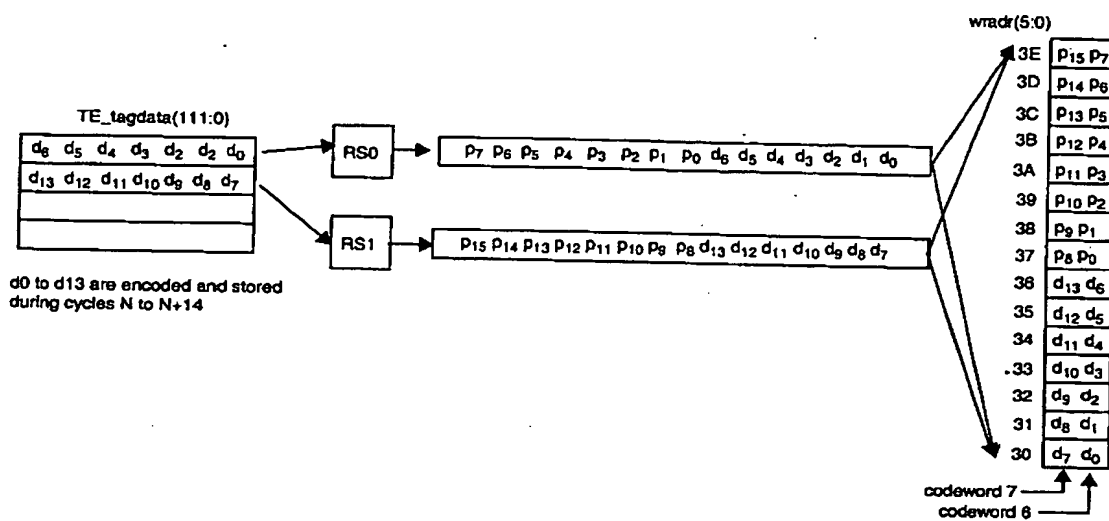 TE_tagdata(111:0)
d6 d5 d4 d3 d2 d2 d0
d13 d12 d11 d10 d9 d8 d7
d0 to d13 are encoded and stored
during cycles N to N+14
RS0
RS1
p7 p6 p5 p4 p3 p2 p1 p0 d6 d5 d4 d3 d2 d1 d0
p15 p14 p13 p12 p11 p10 p9 p8 d13 d12 d11 d10 d9 d8 d7
wradr(5:0)
3E p15 p7
3D p14 p6
3C p13 p5
3B p12 p4
3A p11 p3
39 p10 p2
38 p9 p1
37 p8 p0
36 d13 d6
35 d12 d5
34 d11 d4
33 d10 d3
32 d9 d2
31 d8 d1
30 d7 d0
codeword 7
codeword 6